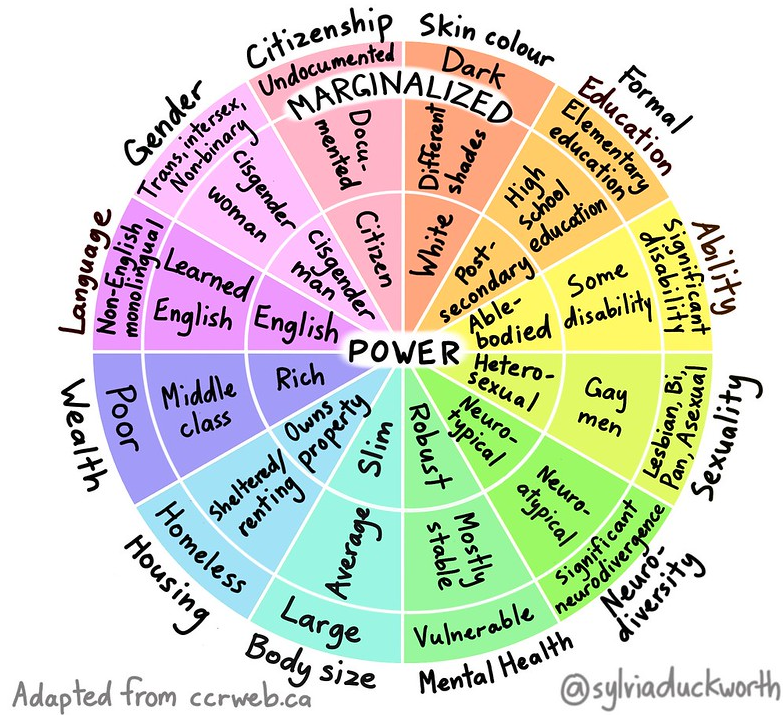 Citizenship
Undocumented
Docu-
mented
Citizen
Skin colour
Dark
Different
shades
White
Formal
Education
Elementary
education
High
school
education
Post-
secondary
Ability
Significant
disability
Some
disability
Able-
bodied
Sexuality
Lesbian, Bi,
Pan, Asexual
Gay
men
Hetero-
sexual
Neuro-
diversity
Significant
neurodivergence
Neuro-
atypical
Neuro-
typical
Mental Health
Vulnerable
Mostly
stable
Robust
Body size
Large
Average
Slim
Housing
Homeless
Sheltered/
renting
Owns
property
Wealth
Poor
Middle
class
Rich
Language
Non-English
monolingual
Learned
English
English
Gender
Trans, intersex,
Non-binary
cisgender
woman
cisgender
man
MARGINALIZED
POWER
Adapted from ccrweb.ca
@sylviaduckworth